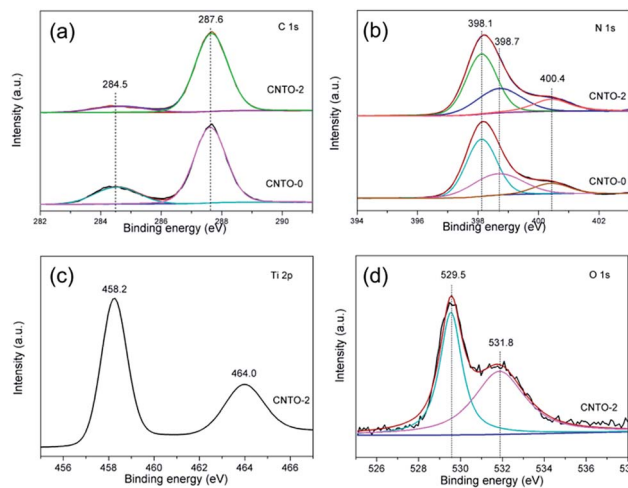 (a)
C 1s
287.6
284.5
CNTO-2
CNTO-0
Intensity (a.u.)
282 284 286 288 290
Binding energy (eV)
(b)
N 1s
398.1
398.7
400.4
CNTO-2
CNTO-0
Intensity (a.u.)
394 396 398 400 402
Binding energy (eV)
(c)
Ti 2p
458.2
464.0
CNTO-2
Intensity (a.u.)
456 458 460 462 464 466
Binding energy (eV)
(d)
O 1s
529.5
531.8
CNTO-2
Intensity (a.u.)
526 528 530 532 534 536 538
Binding energy (eV)